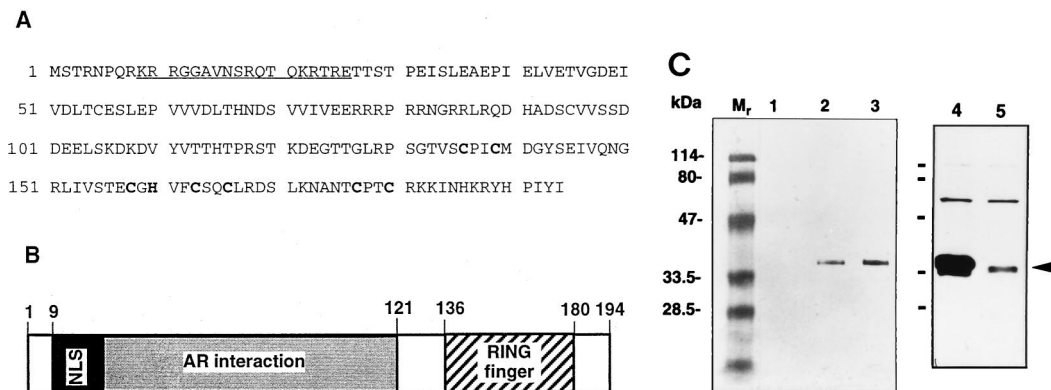 A
1 MSTRNPQRKR RGGAVNSRQT QKRTRETTST PEISLEAEPI ELVETVGDEI
51 VDLTCESLEP VVVDLTHNDS VVIVEERRRP RRNGRRLRQD HADSCVVSSD
101 DEELSKDKDV YVTTHTPRST KDEGTTGLRP SGTVSCPICM DGYSEIVQNG
151 RLIVSTECGH VFCSQCLRDS LKNANTCPTC RKKINHKRYH PIYI
B
1 9 121 136 180 194
NLS
AR interaction
RING
finger
C
kDa Mr 1 2 3 4 5
114-
80-
47-
33.5-
28.5-